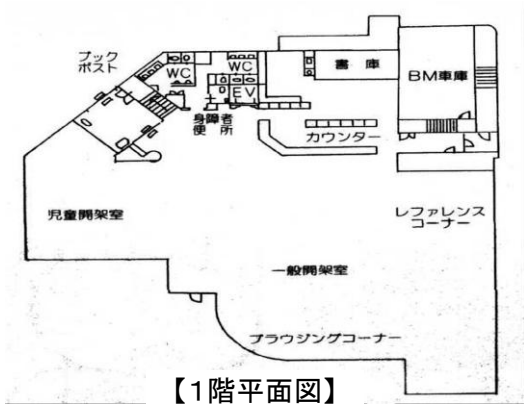 ブック
ポスト
WC
WC
EV
書庫
BM車庫
身障者
便所
カウンター
児童開架室
レファレンス
コーナー
一般開架室
ブラウジングコーナー
【1階平面図】